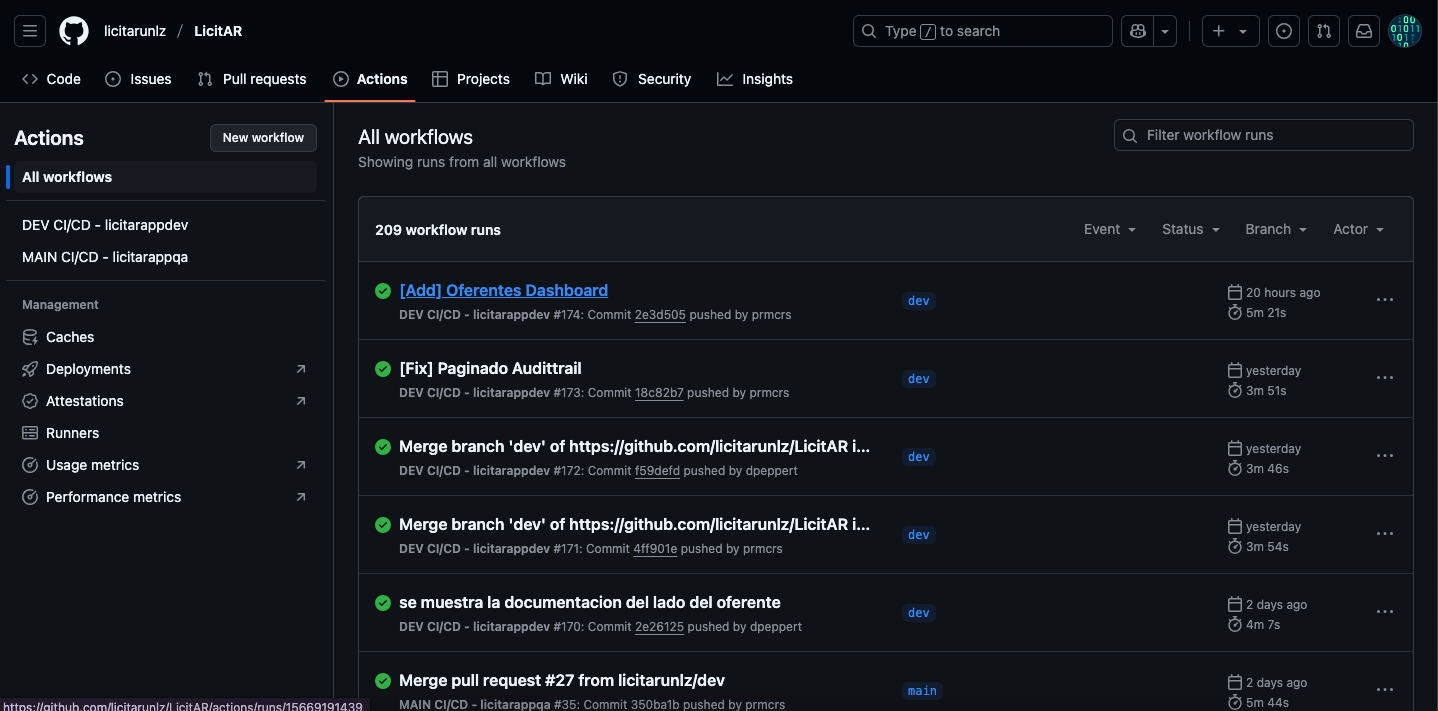 licitarunlz / LicitAR
Type / to search
Code
Issues
Pull requests
Actions
Projects
Wiki
Security
Insights
Actions
New workflow
All workflows
DEV CI/CD - licitarappdev
MAIN CI/CD - licitarappqa
Management
Caches
Deployments
Attestations
Runners
Usage metrics
Performance metrics
All workflows
Showing runs from all workflows
Filter workflow runs
209 workflow runs
Event
Status
Branch
Actor
[Add] Oferentes Dashboard
DEV CI/CD - licitarappdev #174: Commit 2e3d505 pushed by prmcrs
dev
20 hours ago
5m 21s
[Fix] Paginado Audittrail
DEV CI/CD - licitarappdev #173: Commit 18c82b7 pushed by prmcrs
dev
yesterday
3m 51s
Merge branch 'dev' of https://github.com/licitarunlz/LicitAR i...
DEV CI/CD - licitarappdev #172: Commit f59defd pushed by dpeppert
dev
yesterday
3m 46s
Merge branch 'dev' of https://github.com/licitarunlz/LicitAR i...
DEV CI/CD - licitarappdev #171: Commit 4ff901e pushed by prmcrs
dev
yesterday
3m 54s
se muestra la documentacion del lado del oferente
DEV CI/CD - licitarappdev #170: Commit 2e26125 pushed by dpeppert
dev
2 days ago
4m 7s
Merge pull request #27 from licitarunlz/dev
MAIN CI/CD - licitarappqa #35: Commit 350ba1b pushed by prmcrs
main
2 days ago
5m 44s
https://github.com/licitarunlz/LicitAR/actions/runs/15669191439